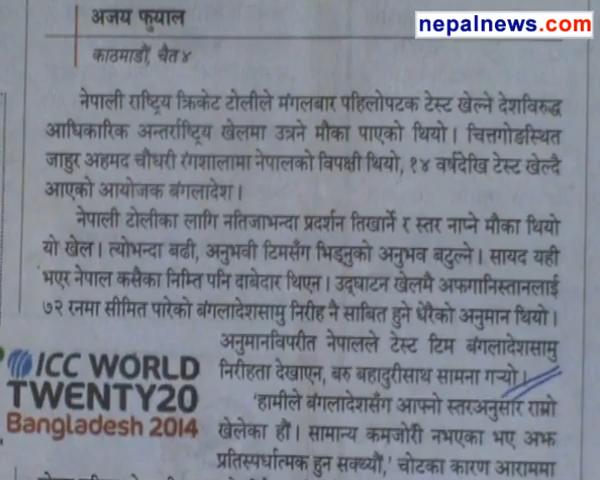 nepalnews.com
अजय फुयाल
काठमाडौं, चैत ४
नेपाली राष्ट्रिय क्रिकेट टोलीले मंगलबार पहिलोपटक टेस्ट खेल्ने देशविरुद्ध
आधिकारिक अन्तर्राष्ट्रिय खेलमा उत्रने मौका पाएको थियो । चित्तगोङस्थित
जाहुर अहमद चौधरी रंगशालामा नेपालको विपक्षी थियो, १४ वर्षदेखि टेस्ट खेल्दै
आएको आयोजक बंगलादेश ।
नेपाली टोलीका लागि नतिजाभन्दा प्रदर्शन तिखार्ने र स्तर नाप्ने मौका थियो
यो खेल । त्योभन्दा बढी, अनुभवी टिमसँग भिड्नुको अनुभव बटुल्ने । सायद यही
भएर नेपाल कसैका निम्ति पनि दाबेदार थिएन । उद्घाटन खेलमै अफगानिस्तानलाई
७२ रनमा सीमित पारेको बंगलादेशसामु निरीह नै साबित हुने धेरैको अनुमान थियो ।
अनुमानविपरीत नेपालले टेस्ट टिम बंगलादेशसामु
निरीहता देखाएन, बरु बहादुरीसाथ सामना गर्‍यो ।
ICC WORLD
TWENTY20
Bangladesh 2014
'हामीले बंगलादेशसँग आफ्नो स्तरअनुसार राम्रो
खेलेका हौं । सामान्य कमजोरी नभएका भए अझ
प्रतिस्पर्धात्मक हुन सक्थ्यौं,' चोटका कारण आराममा